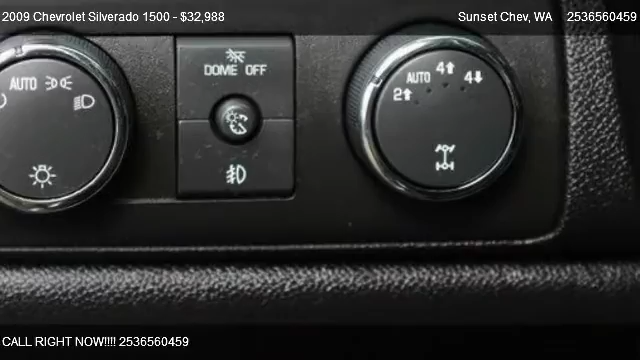 2009 Chevrolet Silverado 1500 - $32,988
Sunset Chev, WA 2536560459
DOME OFF
AUTO
AUTO
2↑
4↑
4↓
CALL RIGHT NOW!!!! 2536560459